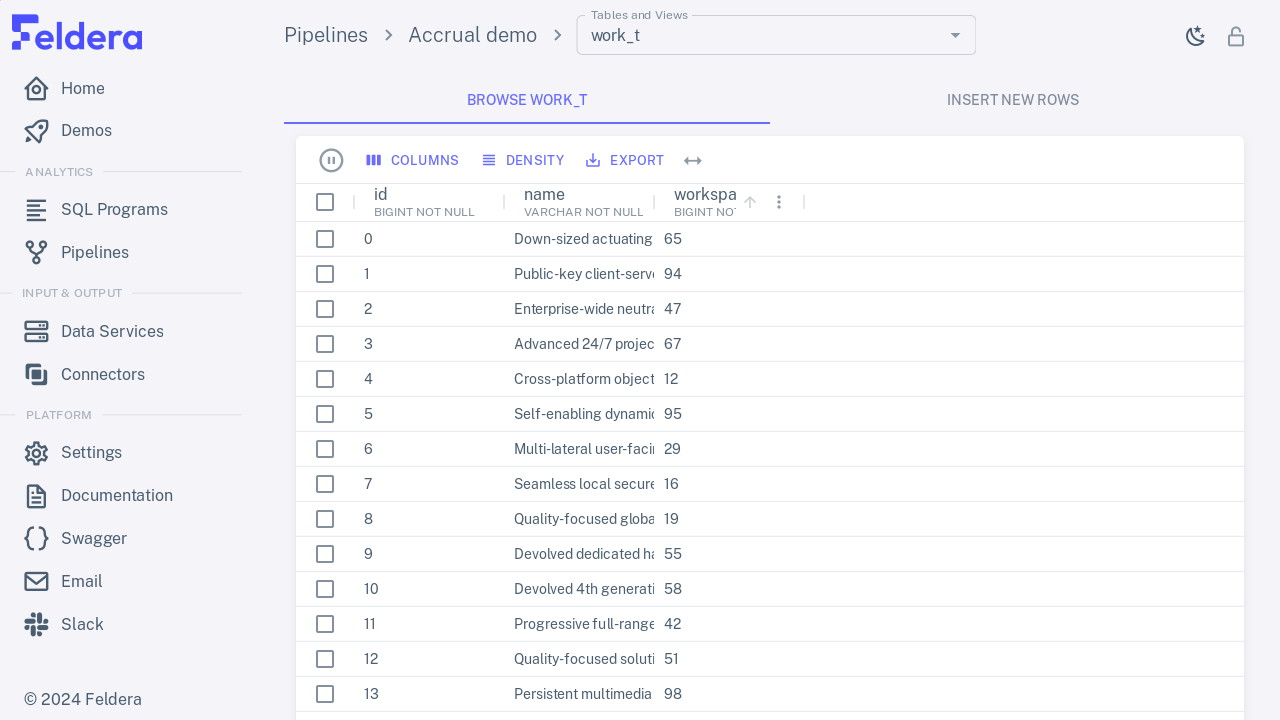 Feldera
Home
Demos
ANALYTICS
SQL Programs
Pipelines
INPUT & OUTPUT
Data Services
Connectors
PLATFORM
Settings
Documentation
Swagger
Email
Slack
© 2024 Feldera
Pipelines
Accrual demo
Tables and Views
work_t
BROWSE WORK_T
INSERT NEW ROWS
COLUMNS
DENSITY
EXPORT
id name workspa
BIGINT NOT NULL VARCHAR NOT NULL BIGINT NOT
0 Down-sized actuating 65
1 Public-key client-serve 94
2 Enterprise-wide neutra 47
3 Advanced 24/7 projec 67
4 Cross-platform object 12
5 Self-enabling dynamic 95
6 Multi-lateral user-facin 29
7 Seamless local secure 16
8 Quality-focused globa 19
9 Devolved dedicated ha 55
10 Devolved 4th generati 58
11 Progressive full-range 42
12 Quality-focused soluti 51
13 Persistent multimedia 98